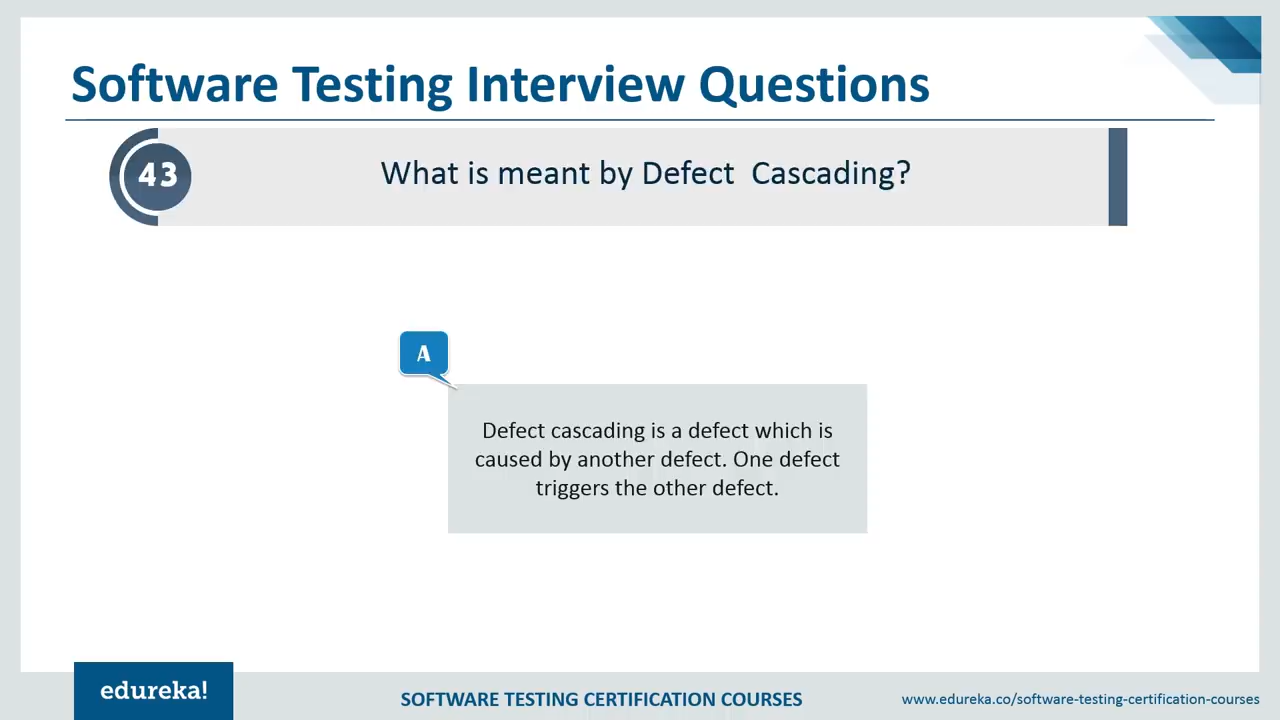 Software Testing Interview Questions
43
What is meant by Defect Cascading?
A
Defect cascading is a defect which is
caused by another defect. One defect
triggers the other defect.
edureka!
SOFTWARE TESTING CERTIFICATION COURSES
www.edureka.co/software-testing-certification-courses